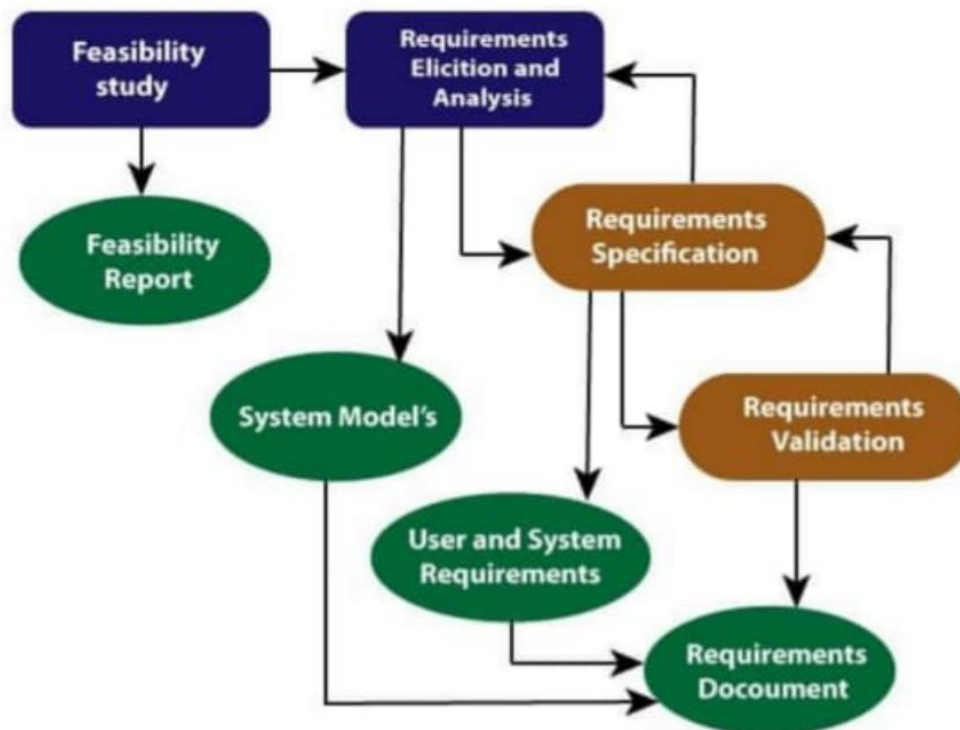 Feasibility
study
Requirements
Elicition and
Analysis
Requirements
Specification
Feasibility
Report
Requirements
Validation
System Model's
User and System
Requirements
Requirements
Docoument